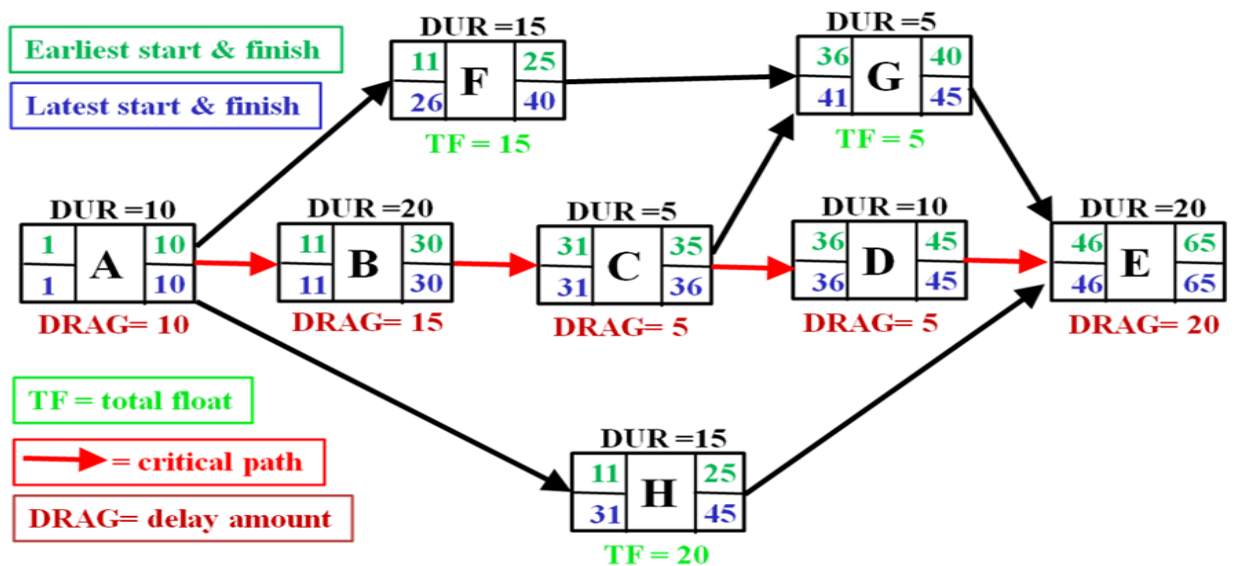 Earliest start & finish
Latest start & finish
DUR =15
11 F 25
26 40
TF = 15
DUR =5
36 G 40
41 45
TF = 5
DUR =10
1 A 10
1 10
DRAG= 10
DUR =20
11 B 30
11 30
DRAG= 15
DUR =5
31 C 35
31 36
DRAG= 5
DUR =10
36 D 45
36 45
DRAG= 5
DUR =20
46 E 65
46 65
DRAG= 20
TF = total float
= critical path
DRAG= delay amount
DUR =15
11 H 25
31 45
TF = 20